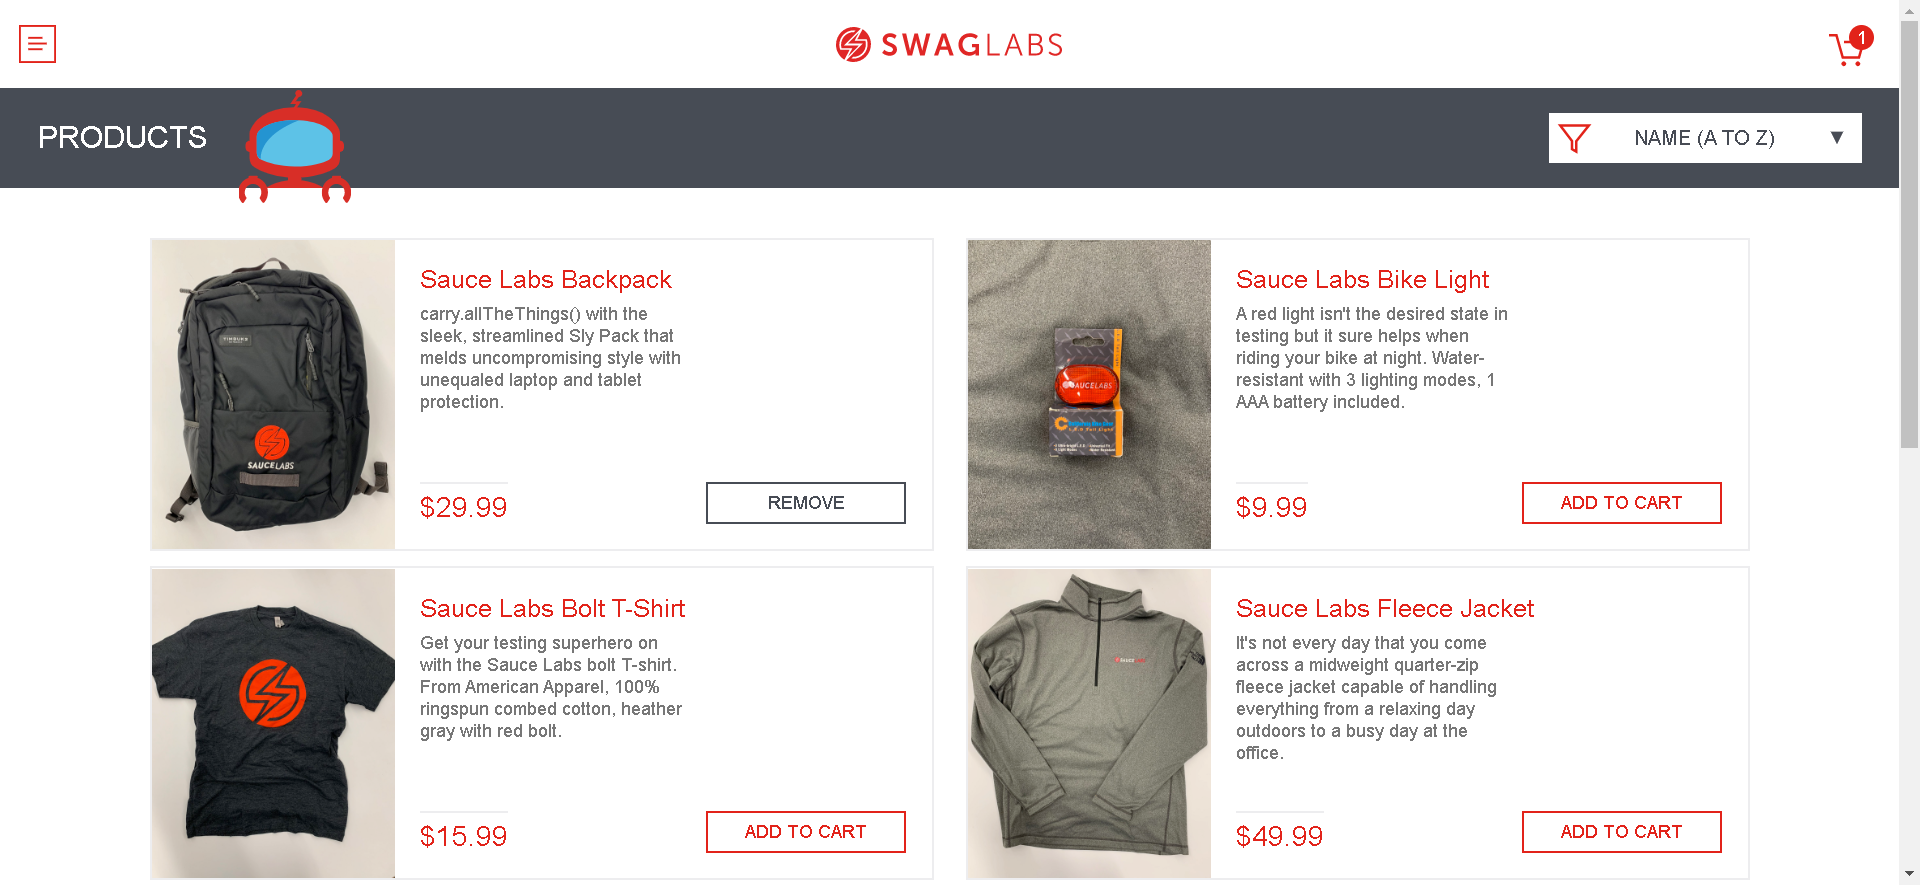 SWAGLABS
1
PRODUCTS
NAME (A TO Z)
Sauce Labs Backpack
carry.allTheThings() with the
sleek, streamlined Sly Pack that
melds uncompromising style with
unequaled laptop and tablet
protection.
$29.99
REMOVE
SAUCELABS
Sauce Labs Bike Light
A red light isn't the desired state in
testing but it sure helps when
riding your bike at night. Water-
resistant with 3 lighting modes, 1
AAA battery included.
$9.99
ADD TO CART
SAUCELABS
Sauce Labs Bolt T-Shirt
Get your testing superhero on
with the Sauce Labs bolt T-shirt.
From American Apparel, 100%
ringspun combed cotton, heather
gray with red bolt.
$15.99
ADD TO CART
Sauce Labs Fleece Jacket
It's not every day that you come
across a midweight quarter-zip
fleece jacket capable of handling
everything from a relaxing day
outdoors to a busy day at the
office.
$49.99
ADD TO CART